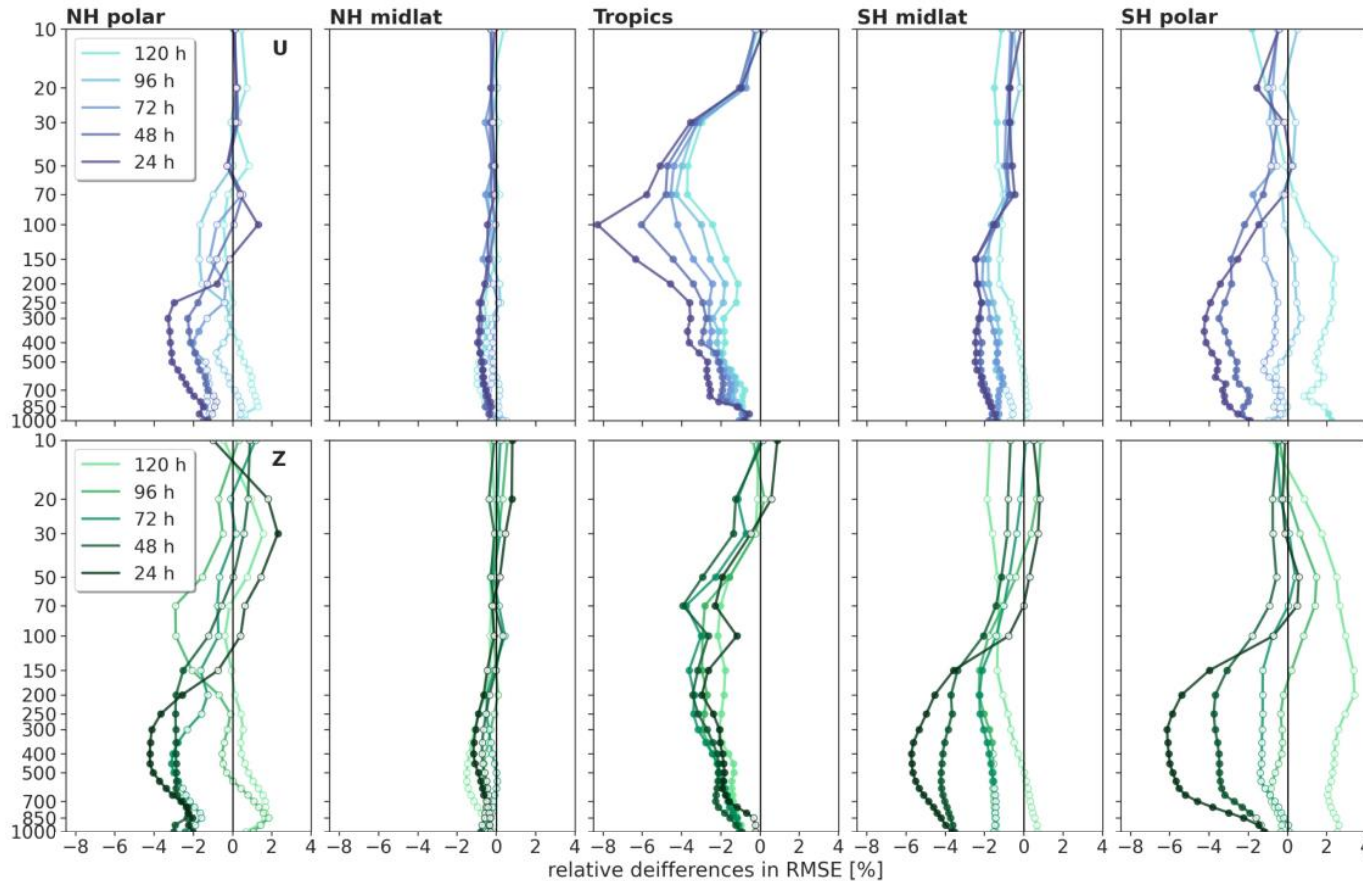 NH polar NH midlat Tropics SH midlat SH polar
10
20
30
50
70
100
150
200
250
300
400
500
700
850
1000
120 h
96 h
72 h
48 h
24 h
U
10
20
30
50
70
100
150
200
250
300
400
500
700
850
1000
120 h
96 h
72 h
48 h
24 h
Z
−8 −6 −4 −2 0 2 4 −8 −6 −4 −2 0 2 4 −8 −6 −4 −2 0 2 4 −8 −6 −4 −2 0 2 4 −8 −6 −4 −2 0 2 4
relative deifferences in RMSE [%]